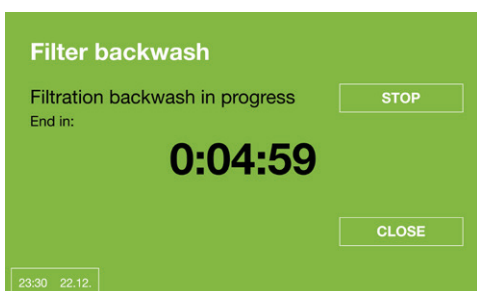 Filter backwash
Filtration backwash in progress
STOP
End in:
0:04:59
CLOSE
23:30 22.12.